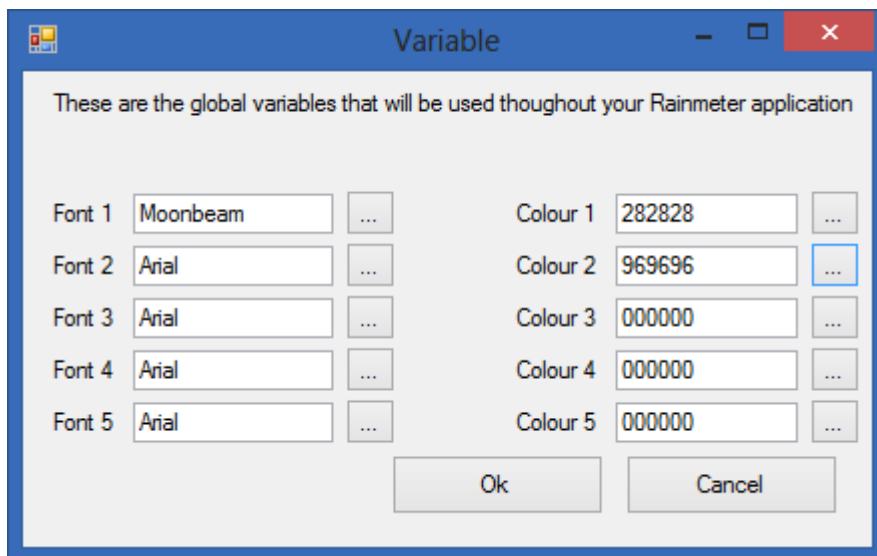 Variable
These are the global variables that will be used thoughout your Rainmeter application
Font 1 Moonbeam ... Colour 1 282828 ...
Font 2 Arial ... Colour 2 969696 ...
Font 3 Arial ... Colour 3 000000 ...
Font 4 Arial ... Colour 4 000000 ...
Font 5 Arial ... Colour 5 000000 ...
Ok Cancel